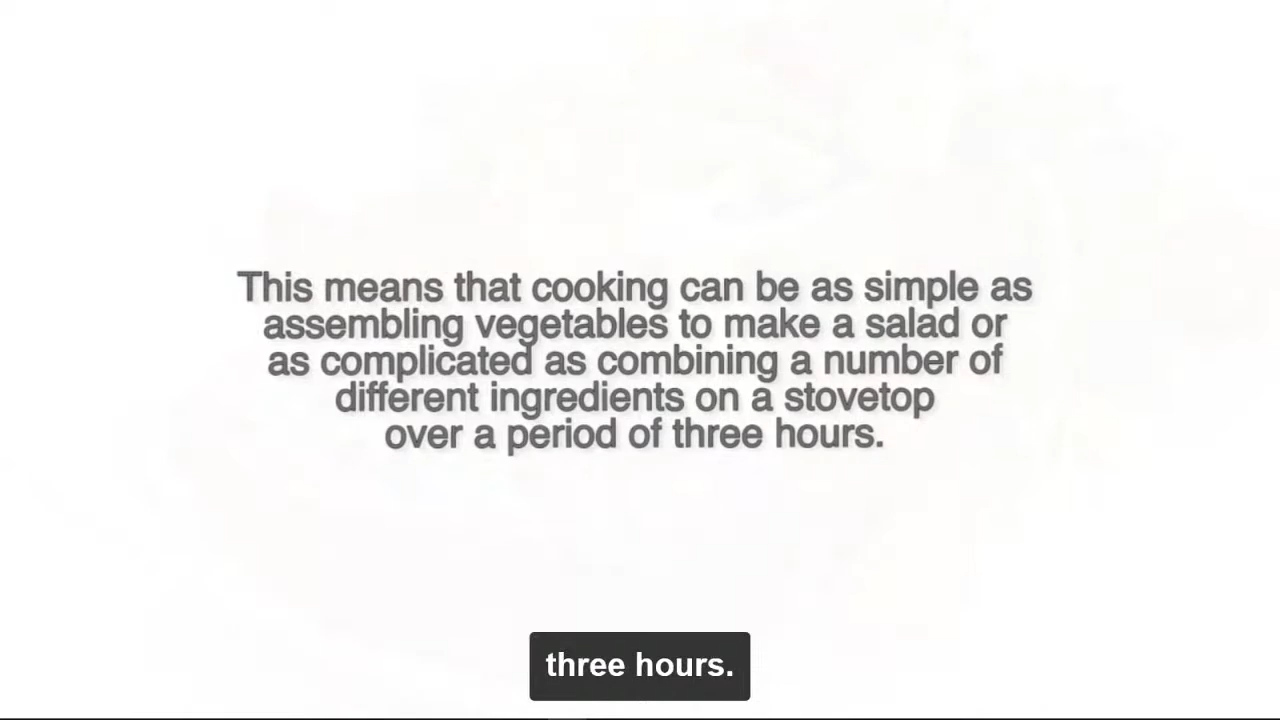 This means that cooking can be as simple as
assembling vegetables to make a salad or
as complicated as combining a number of
different ingredients on a stovetop
over a period of three hours.
three hours.